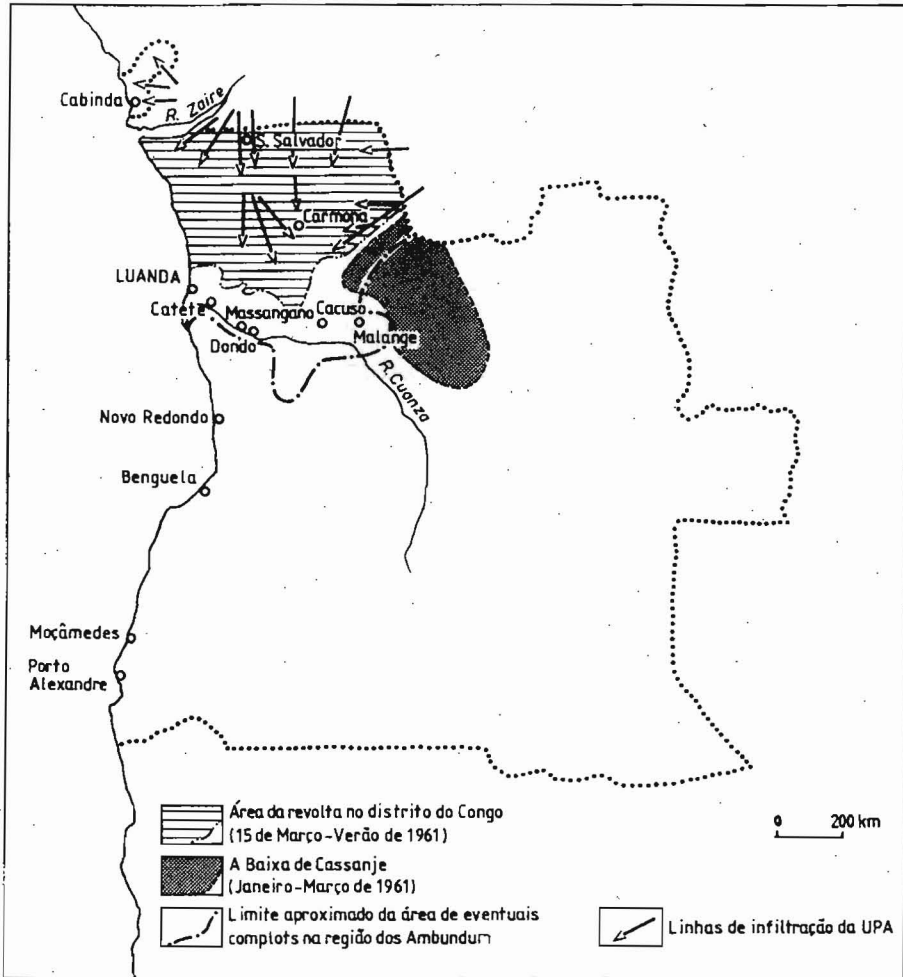 Cabinda
R. Zaire
S. Salvador
Carmona
LUANDA
Catete
Massangano
Cacuso
Dondo
Malange
R. Cuanza
Novo Redondo
Benguela
Moçâmedes
Porto
Alexandre
Área da revolta no distrito do Congo
(15 de Março-Verão de 1961)
0 200 km
A Baixa de Cassanje
(Janeiro-Março de 1961)
Limite aproximado da área de eventuais
complots na região dos Ambundum
Linhas de infiltração da UPA